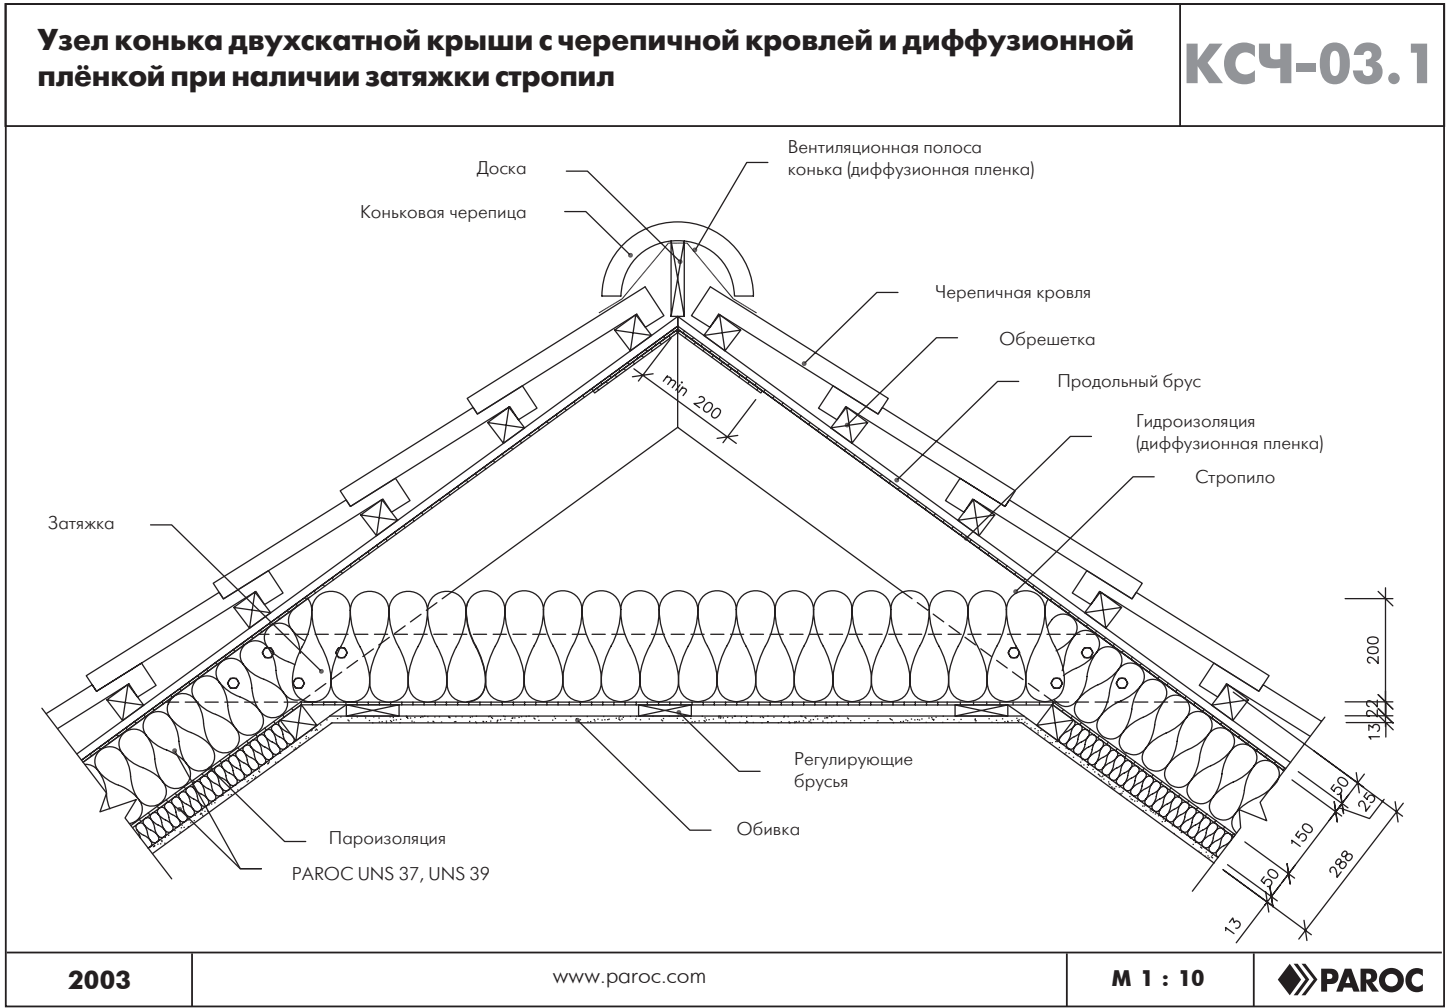 Узел конька двухскатной крыши с черепичной кровлей и диффузионной
плёнкой при наличии затяжки стропил
КСЧ-03.1
Вентиляционная полоса
конька (диффузионная пленка)
Доска
Коньковая черепица
Черепичная кровля
Обрешетка
Продольный брус
Гидроизоляция
(диффузионная пленка)
Стропило
min 200
Затяжка
200
22
13
Регулирующие
брусья
Обивка
Пароизоляция
PAROC UNS 37, UNS 39
50
25
150
288
50
13
2003
www.paroc.com
М 1 : 10
PAROC